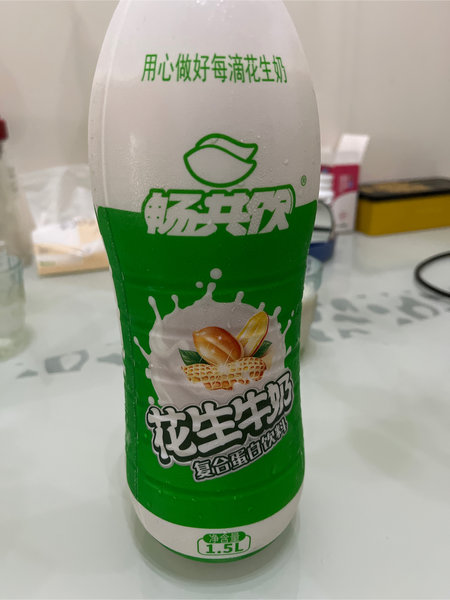 用心做好每滴花生奶
畅共饮®
花生牛奶
复合蛋白饮料
净含量
1.5L